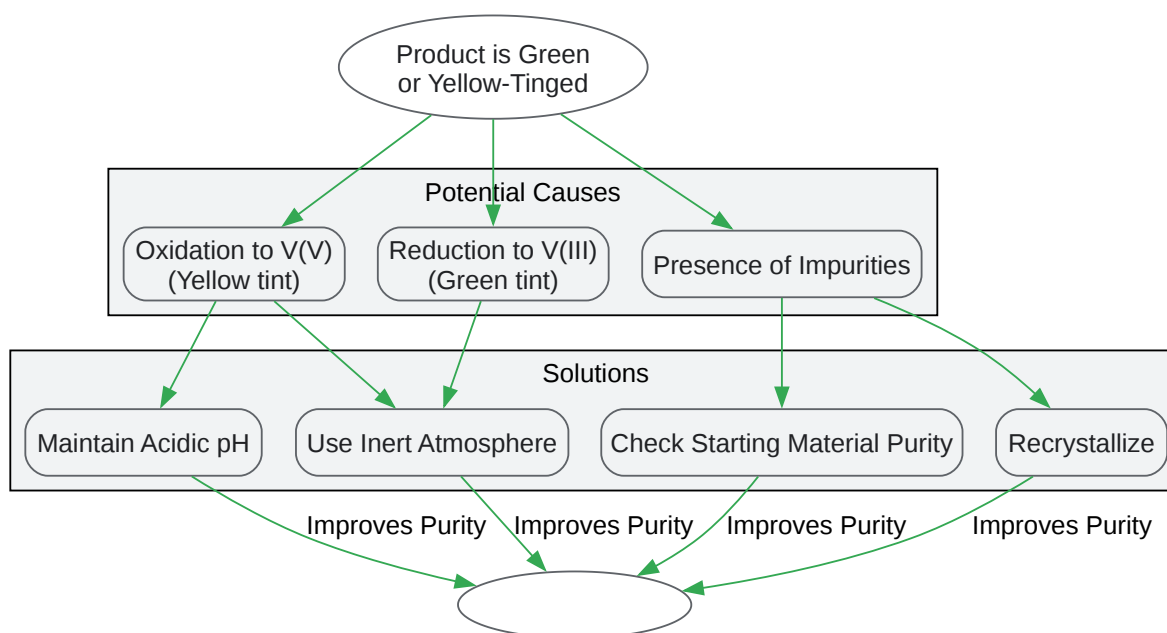 Product is Green
or Yellow-Tinged
Potential Causes
Oxidation to V(V)
(Yellow tint)
Reduction to V(III)
(Green tint)
Presence of Impurities
Solutions
Maintain Acidic pH
Use Inert Atmosphere
Check Starting Material Purity
Recrystallize
Improves Purity
Improves Purity
Improves Purity
Improves Purity